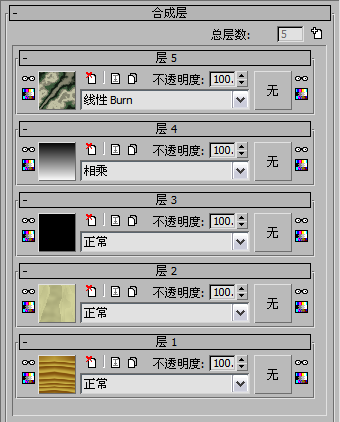 合成层
总层数: 5
层 5
不透明度: 100.
无
线性 Burn
层 4
不透明度: 100.
无
相乘
层 3
不透明度: 100.
无
正常
层 2
不透明度: 100.
无
正常
层 1
不透明度: 100.
无
正常